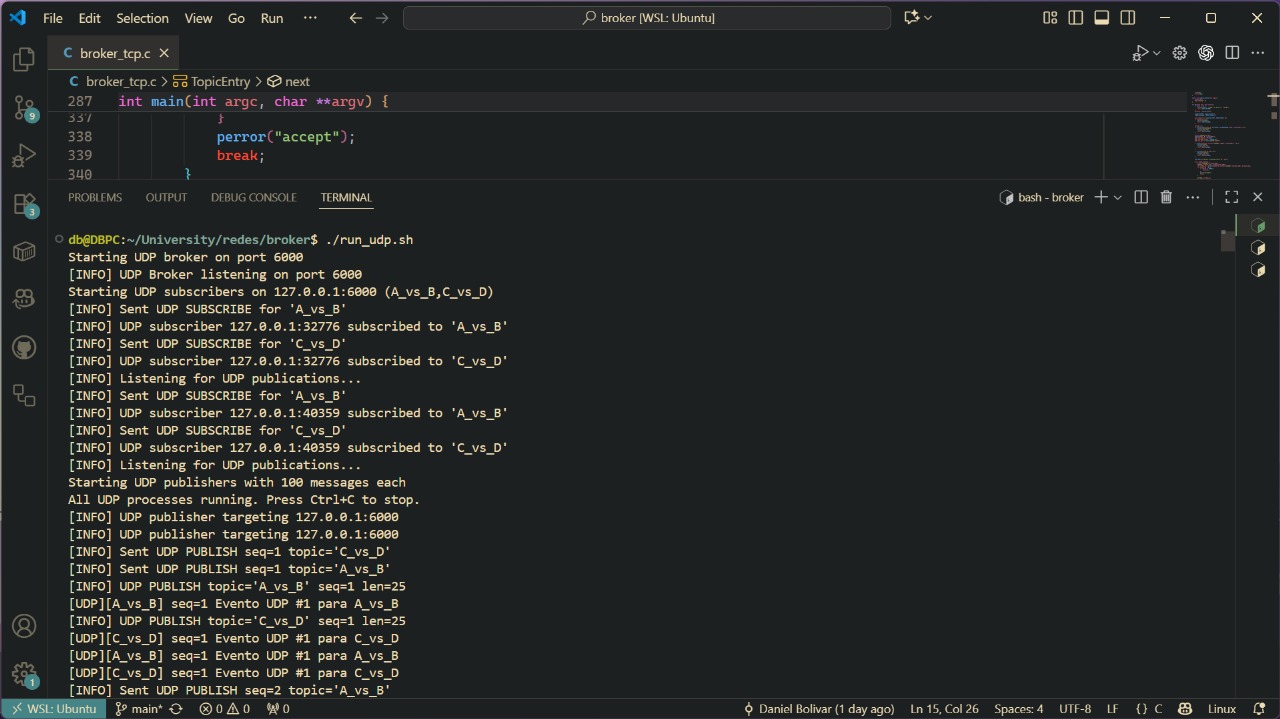 File Edit Selection View Go Run ··· broker [WSL: Ubuntu]
C broker_tcp.c
C broker_tcp.c > TopicEntry > next
287 int main(int argc, char **argv) {
337 }
338 perror("accept");
339 break;
340 }
PROBLEMS OUTPUT DEBUG CONSOLE TERMINAL bash - broker
db@DBPC:~/University/redes/broker$ ./run_udp.sh
Starting UDP broker on port 6000
[INFO] UDP Broker listening on port 6000
Starting UDP subscribers on 127.0.0.1:6000 (A_vs_B,C_vs_D)
[INFO] Sent UDP SUBSCRIBE for 'A_vs_B'
[INFO] UDP subscriber 127.0.0.1:32776 subscribed to 'A_vs_B'
[INFO] Sent UDP SUBSCRIBE for 'C_vs_D'
[INFO] UDP subscriber 127.0.0.1:32776 subscribed to 'C_vs_D'
[INFO] Listening for UDP publications...
[INFO] Sent UDP SUBSCRIBE for 'A_vs_B'
[INFO] UDP subscriber 127.0.0.1:40359 subscribed to 'A_vs_B'
[INFO] Sent UDP SUBSCRIBE for 'C_vs_D'
[INFO] UDP subscriber 127.0.0.1:40359 subscribed to 'C_vs_D'
[INFO] Listening for UDP publications...
Starting UDP publishers with 100 messages each
All UDP processes running. Press Ctrl+C to stop.
[INFO] UDP publisher targeting 127.0.0.1:6000
[INFO] UDP publisher targeting 127.0.0.1:6000
[INFO] Sent UDP PUBLISH seq=1 topic='C_vs_D'
[INFO] Sent UDP PUBLISH seq=1 topic='A_vs_B'
[INFO] UDP PUBLISH topic='A_vs_B' seq=1 len=25
[UDP][A_vs_B] seq=1 Evento UDP #1 para A_vs_B
[INFO] UDP PUBLISH topic='C_vs_D' seq=1 len=25
[UDP][C_vs_D] seq=1 Evento UDP #1 para C_vs_D
[UDP][A_vs_B] seq=1 Evento UDP #1 para A_vs_B
[UDP][C_vs_D] seq=1 Evento UDP #1 para C_vs_D
[INFO] Sent UDP PUBLISH seq=2 topic='A_vs_B'
9
3
1
WSL: Ubuntu main* 0 0 0 Daniel Bolivar (1 day ago) Ln 15, Col 26 Spaces: 4 UTF-8 LF {} C Linux